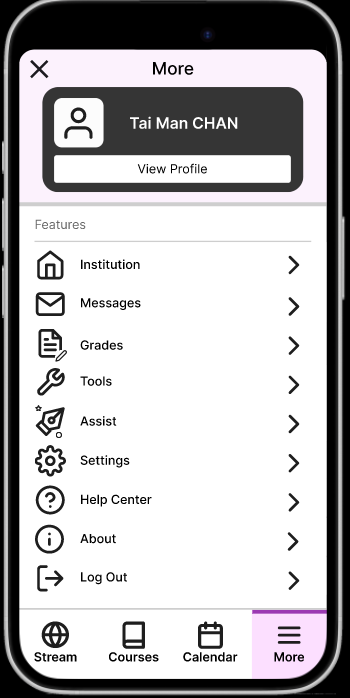 More
Tai Man CHAN
View Profile
Features
Institution
Messages
Grades
Tools
Assist
Settings
Help Center
About
Log Out
Stream Courses Calendar More